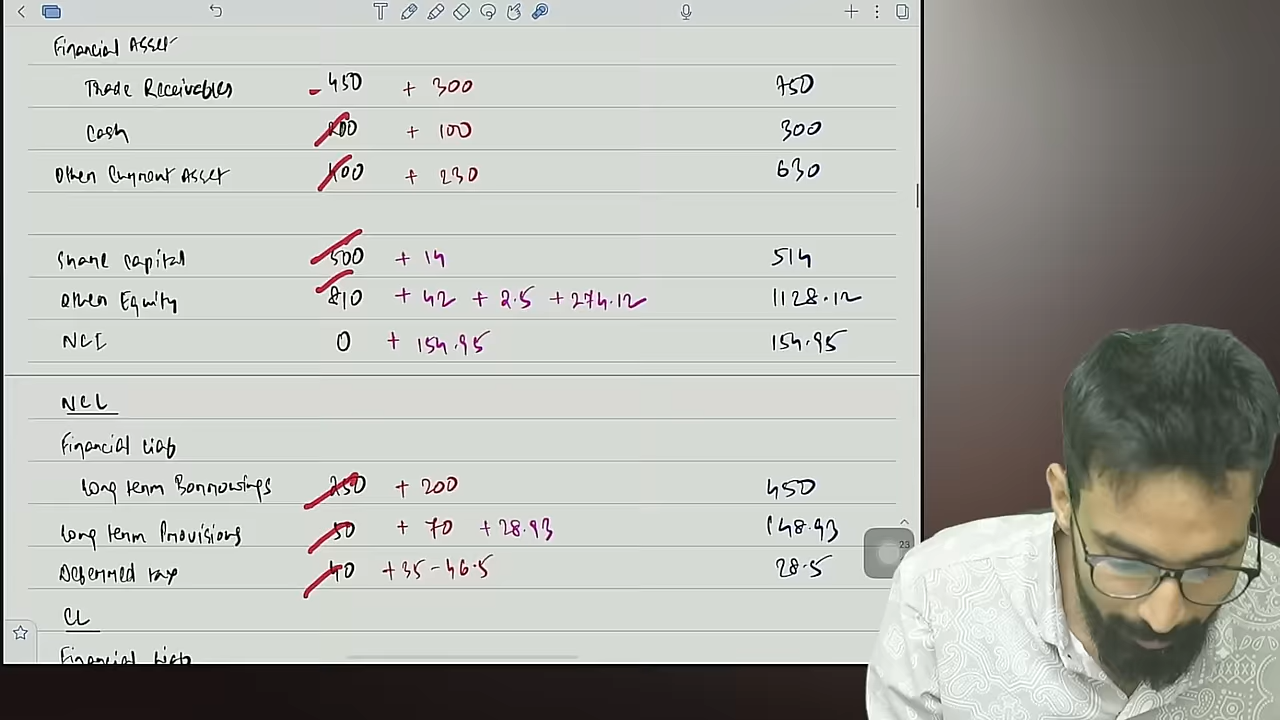 Financial Asset
Trade Receivables 450 + 300 750
Cash 200 + 100 300
Other Current Asset 400 + 230 630
Share Capital 500 + 14 514
Other Equity 810 + 42 + 2.5 + 274.12 1128.12
NCI 0 + 154.95 154.95
NCL
Financial Liab
Long term Borrowings 250 + 200 450
Long term Provisions 50 + 70 + 28.93 148.93
Deferred tax 40 + 35 - 46.5 28.5
CL
Financial Liab
23